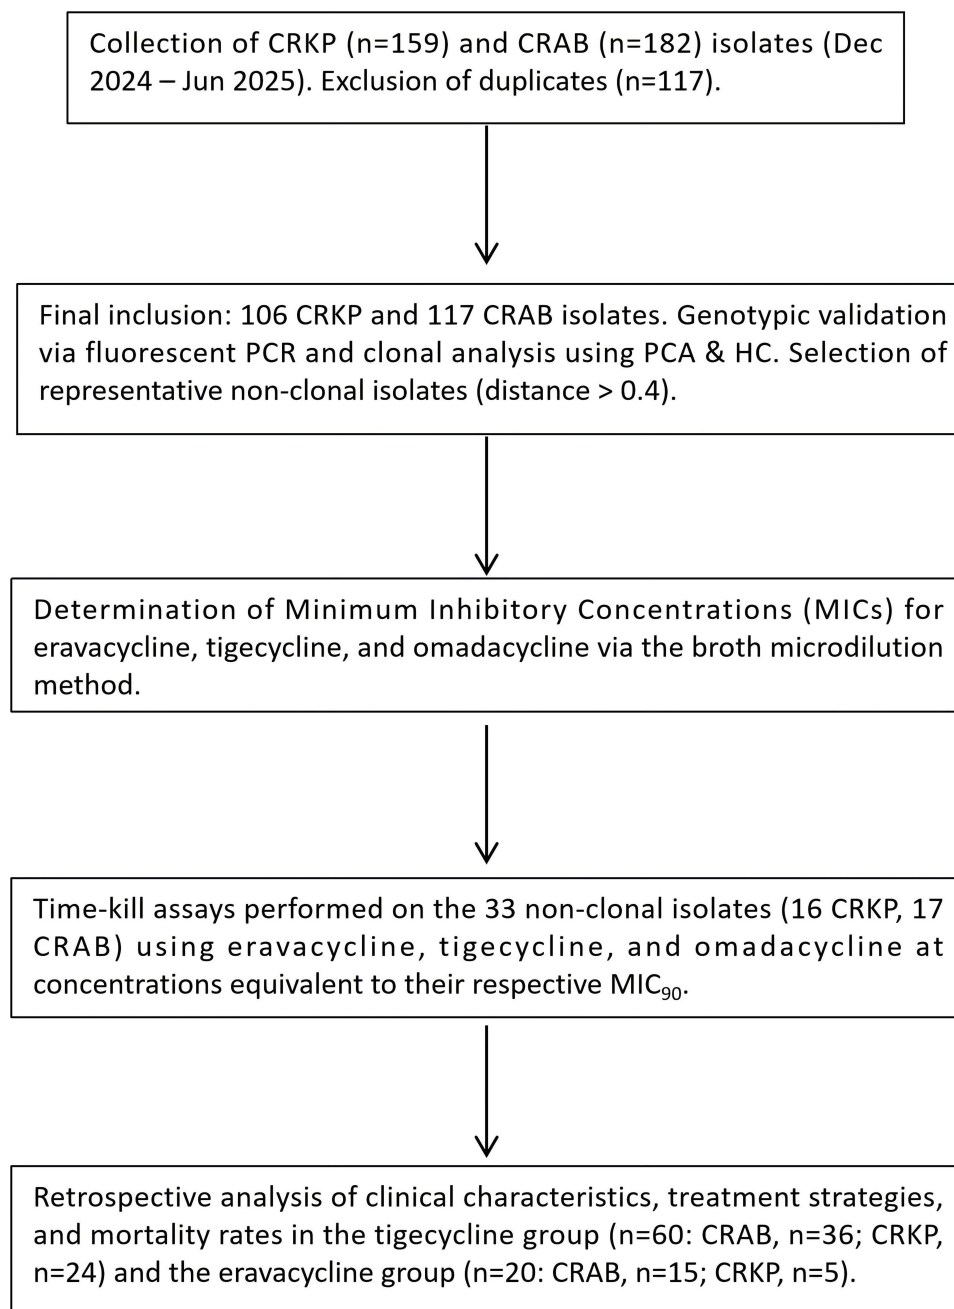 Collection of CRKP (n=159) and CRAB (n=182) isolates (Dec
2024 – Jun 2025). Exclusion of duplicates (n=117).
Final inclusion: 106 CRKP and 117 CRAB isolates. Genotypic validation
via fluorescent PCR and clonal analysis using PCA & HC. Selection of
representative non-clonal isolates (distance > 0.4).
Determination of Minimum Inhibitory Concentrations (MICs) for
eravacycline, tigecycline, and omadacycline via the broth microdilution
method.
Time-kill assays performed on the 33 non-clonal isolates (16 CRKP, 17
CRAB) using eravacycline, tigecycline, and omadacycline at
concentrations equivalent to their respective MIC₉₀.
Retrospective analysis of clinical characteristics, treatment strategies,
and mortality rates in the tigecycline group (n=60: CRAB, n=36; CRKP,
n=24) and the eravacycline group (n=20: CRAB, n=15; CRKP, n=5).